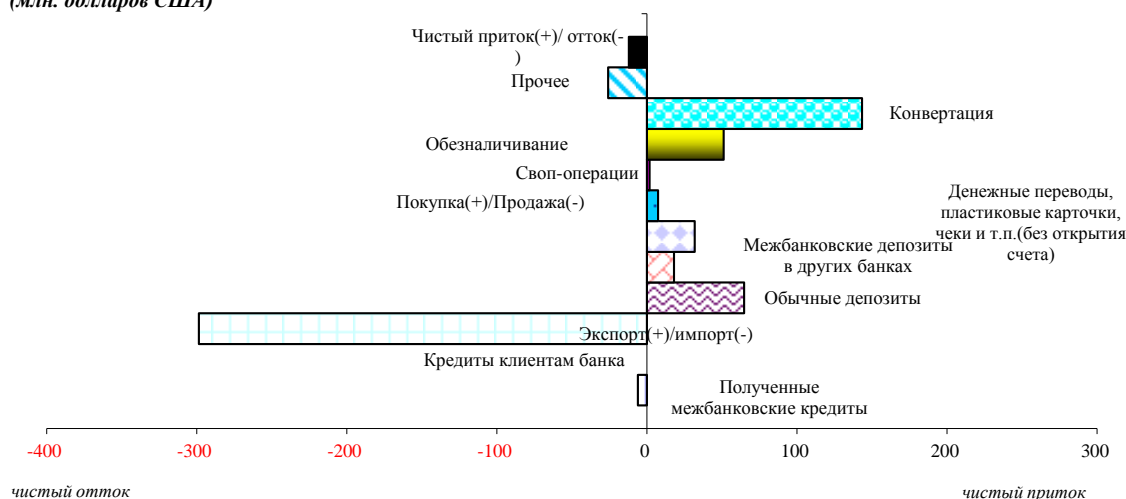 (млн. долларов США)
Чистый приток(+)/ отток(-
)
Прочее
Конвертация
Обезналичивание
Своп-операции
Покупка(+)/Продажа(-)
Денежные переводы,
пластиковые карточки,
чеки и т.п.(без открытия
счета)
Межбанковские депозиты
в других банках
Обычные депозиты
Экспорт(+)/импорт(-)
Кредиты клиентам банка
Полученные
межбанковские кредиты
-400 -300 -200 -100 0 100 200 300
чистый отток чистый приток